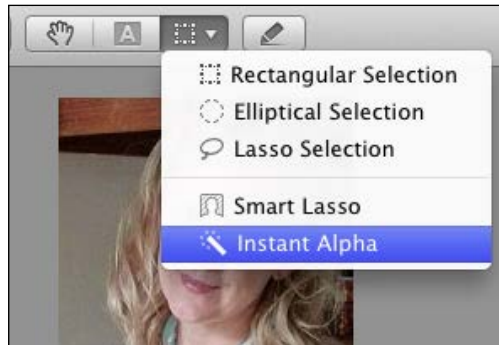 A
Rectangular Selection
Elliptical Selection
Lasso Selection
Smart Lasso
Instant Alpha